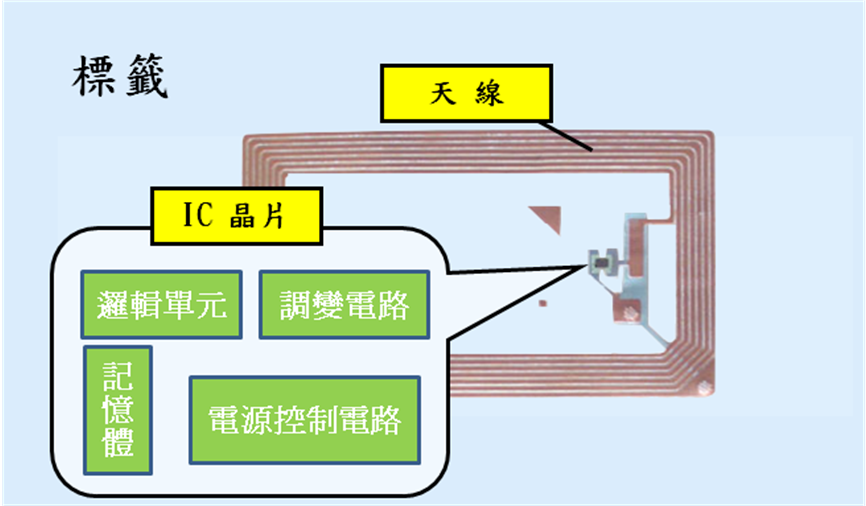 標籤
天 線
IC 晶片
邏輯單元
調變電路
記憶體
電源控制電路